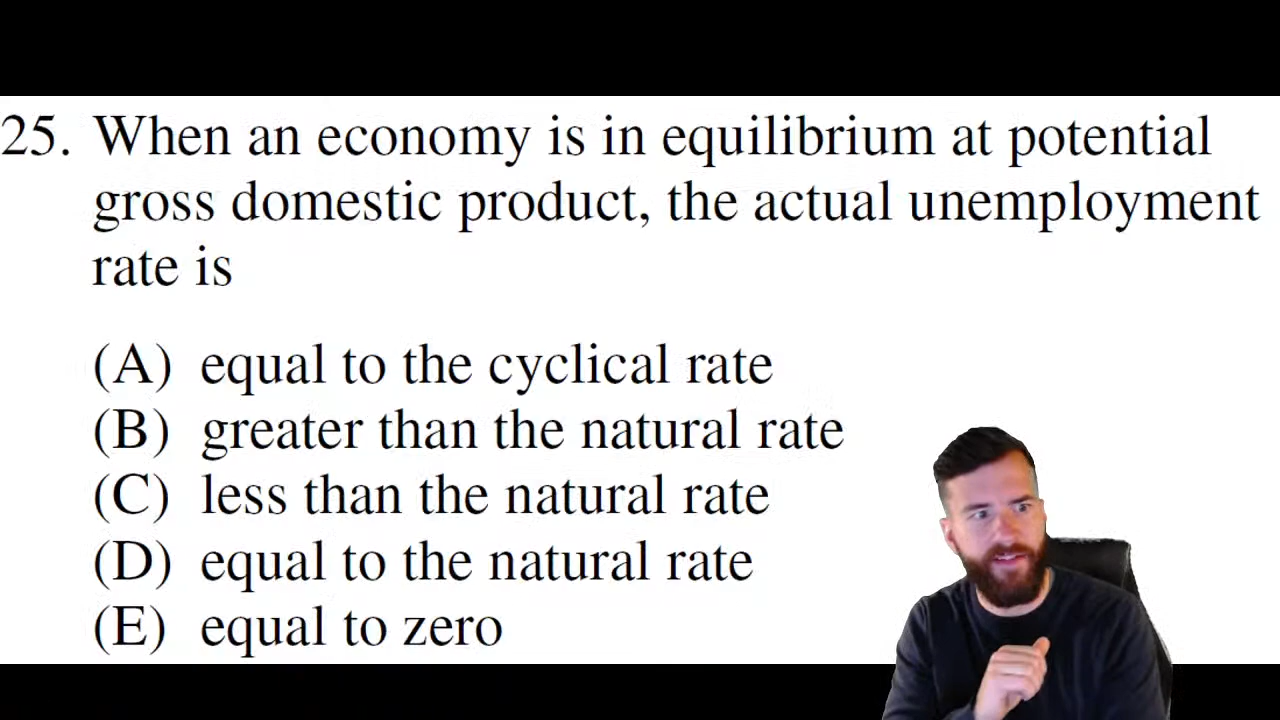 25. When an economy is in equilibrium at potential
gross domestic product, the actual unemployment
rate is
(A) equal to the cyclical rate
(B) greater than the natural rate
(C) less than the natural rate
(D) equal to the natural rate
(E) equal to zero